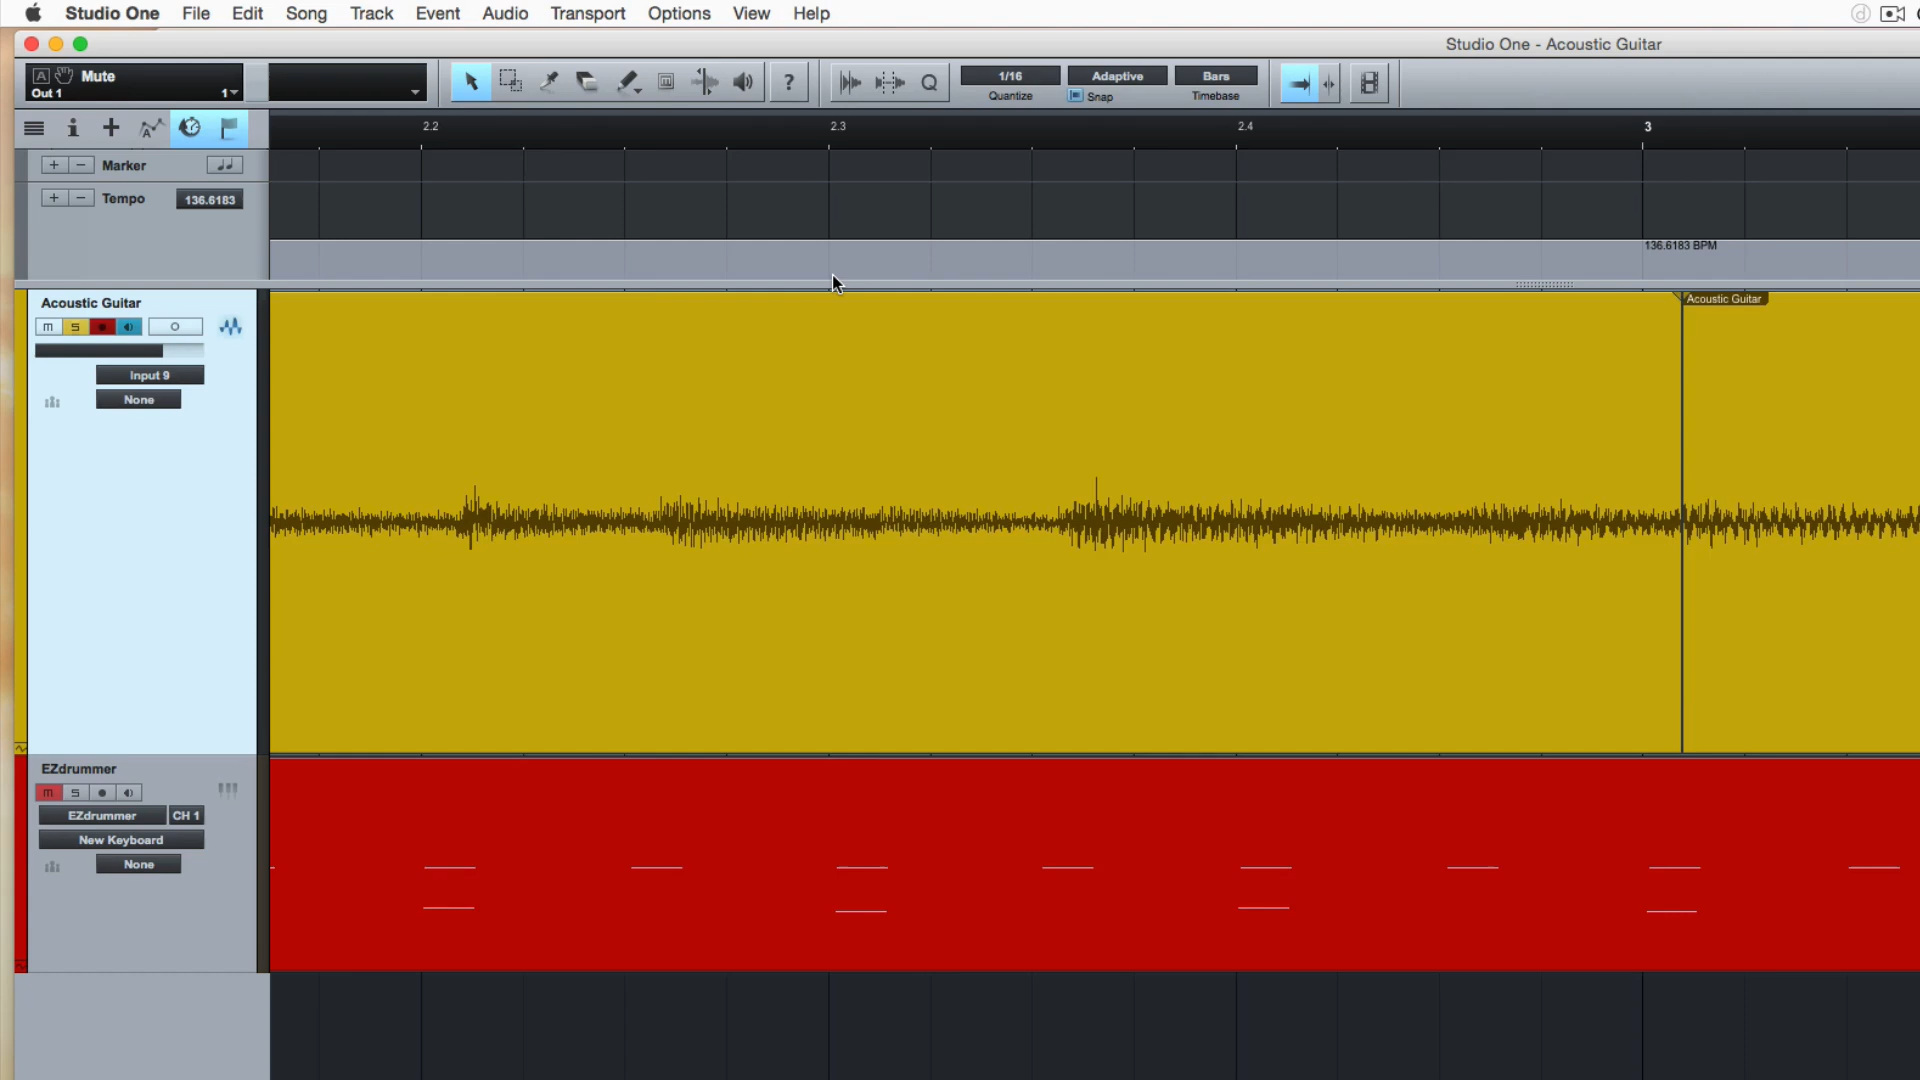 Studio One File Edit Song Track Event Audio Transport Options View Help
Studio One - Acoustic Guitar
A Mute
Out 1 1
? Q
1/16 Adaptive Bars
Quantize Snap Timebase
i
2.2 2.3 2.4 3
+ - Marker
+ - Tempo 136.6183
136.6183 BPM
Acoustic Guitar
Acoustic Guitar
m S
Input 9
None
EZdrummer
m S
EZdrummer CH 1
New Keyboard
None